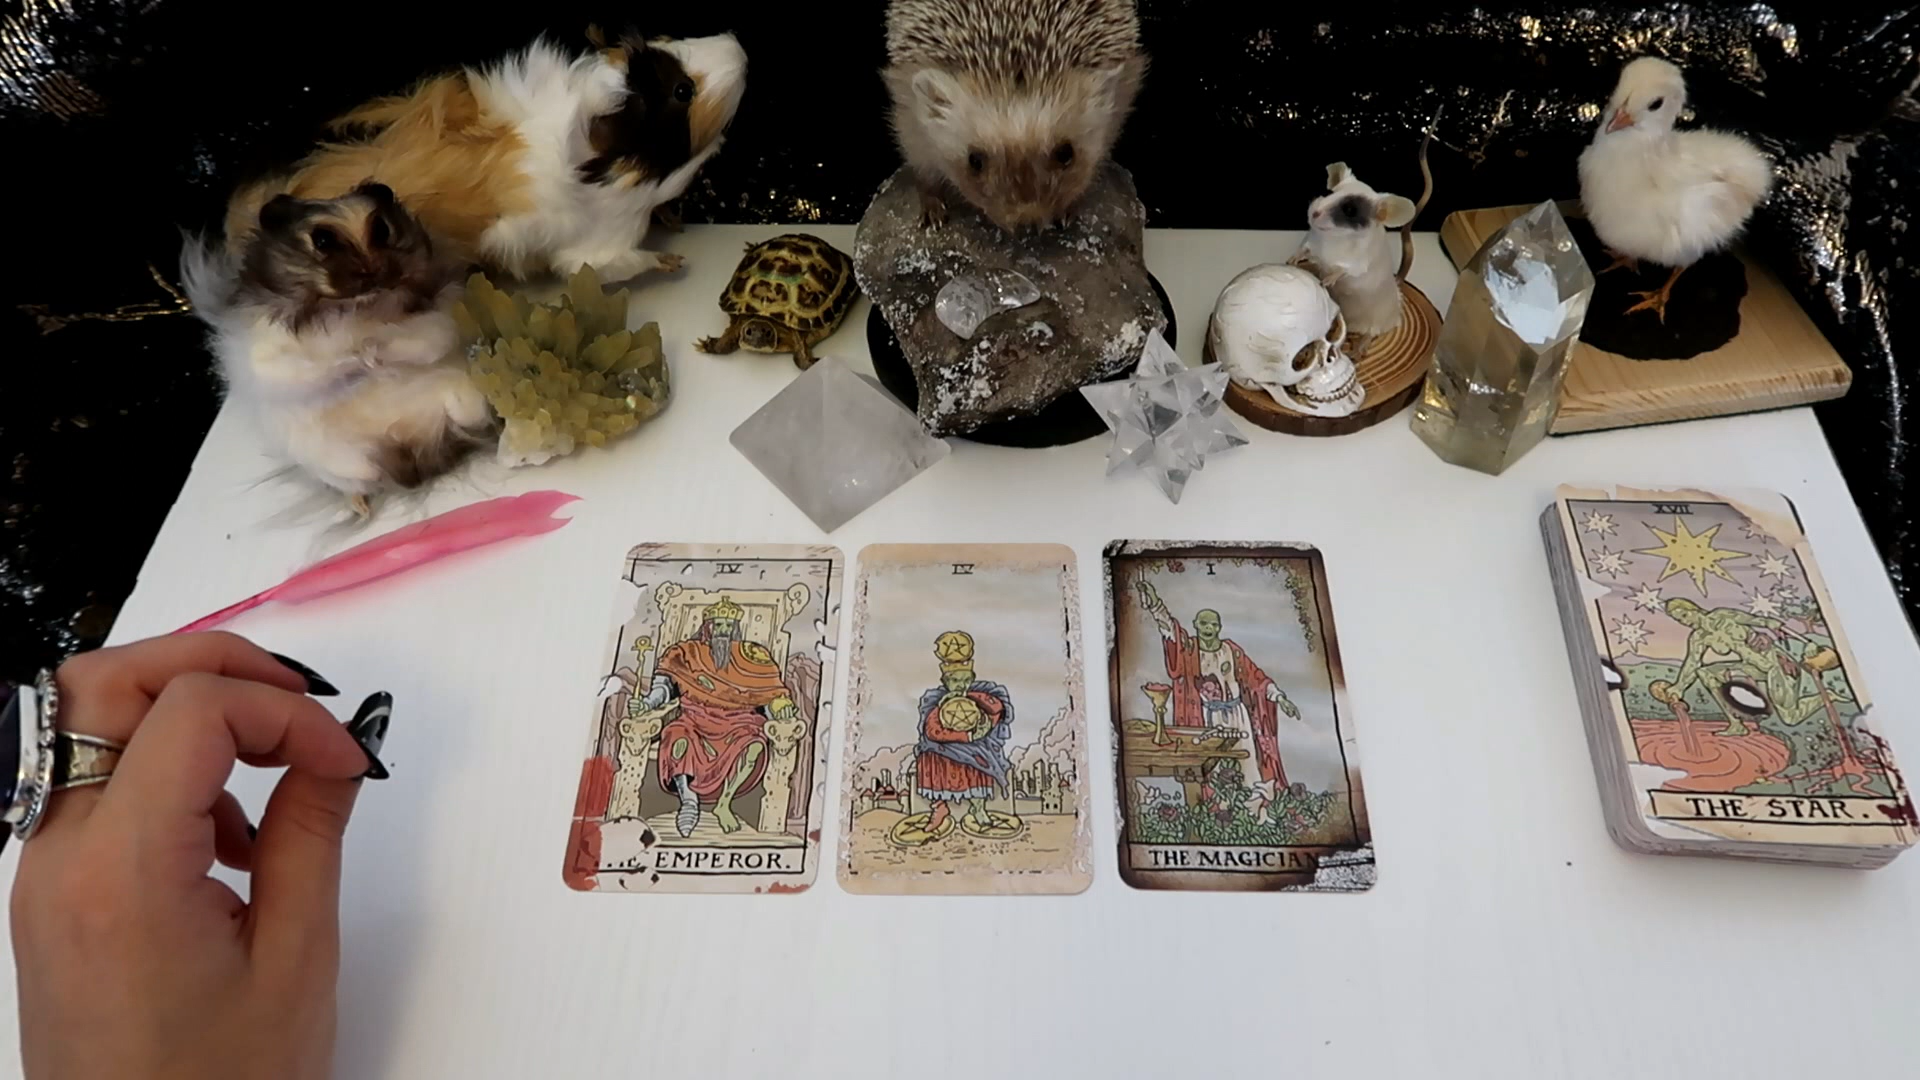 IV
EMPEROR.
IV
I
THE MAGICIAN
XVII
THE STAR.